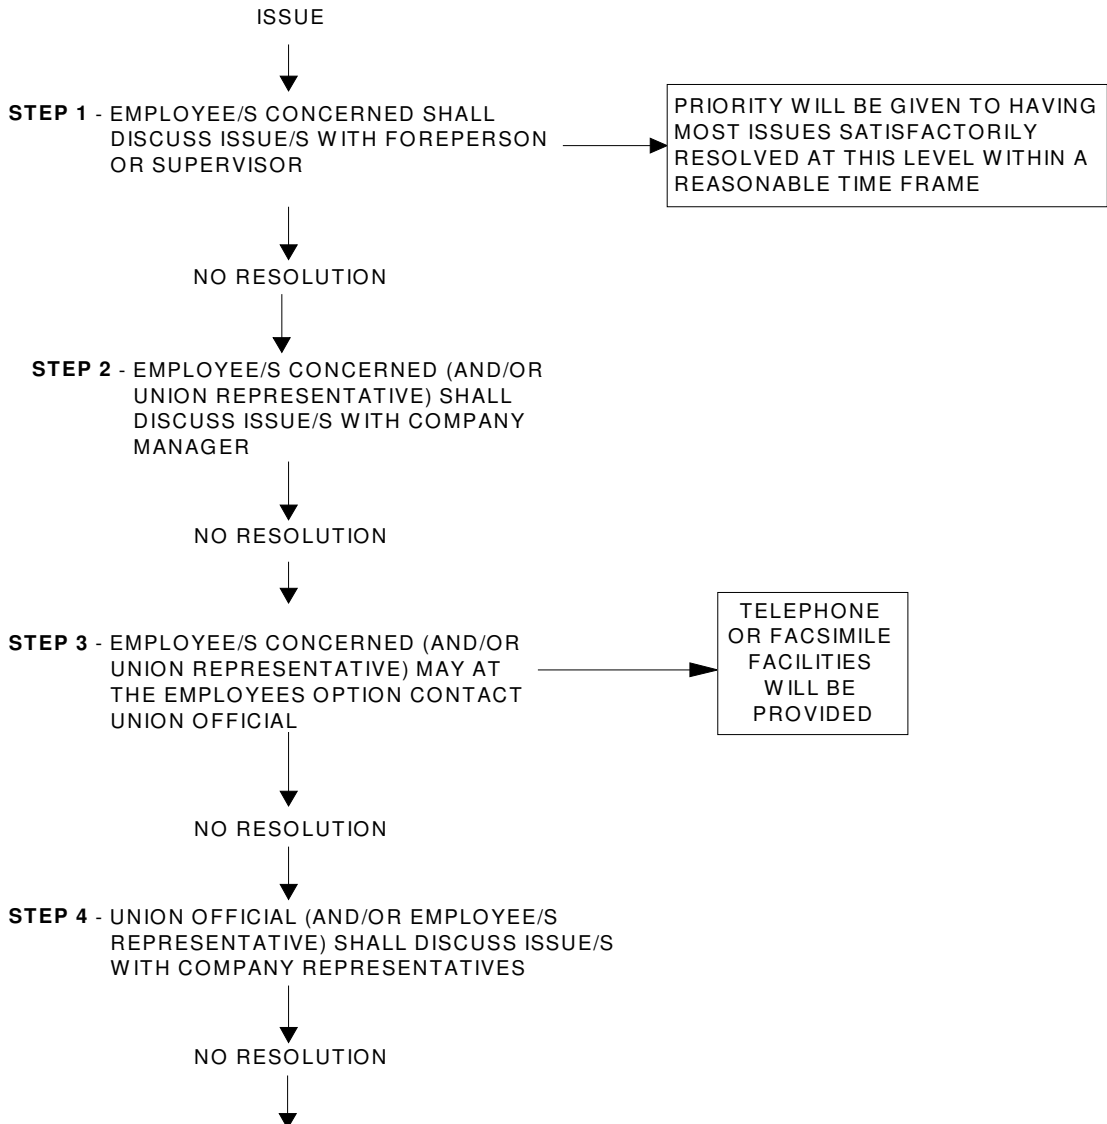 ISSUE
STEP 1 - EMPLOYEE/S CONCERNED SHALL
DISCUSS ISSUE/S WITH FOREPERSON
OR SUPERVISOR
PRIORITY WILL BE GIVEN TO HAVING
MOST ISSUES SATISFACTORILY
RESOLVED AT THIS LEVEL WITHIN A
REASONABLE TIME FRAME
NO RESOLUTION
STEP 2 - EMPLOYEE/S CONCERNED (AND/OR
UNION REPRESENTATIVE) SHALL
DISCUSS ISSUE/S WITH COMPANY
MANAGER
NO RESOLUTION
STEP 3 - EMPLOYEE/S CONCERNED (AND/OR
UNION REPRESENTATIVE) MAY AT
THE EMPLOYEES OPTION CONTACT
UNION OFFICIAL
TELEPHONE
OR FACSIMILE
FACILITIES
WILL BE
PROVIDED
NO RESOLUTION
STEP 4 - UNION OFFICIAL (AND/OR EMPLOYEE/S
REPRESENTATIVE) SHALL DISCUSS ISSUE/S
WITH COMPANY REPRESENTATIVES
NO RESOLUTION